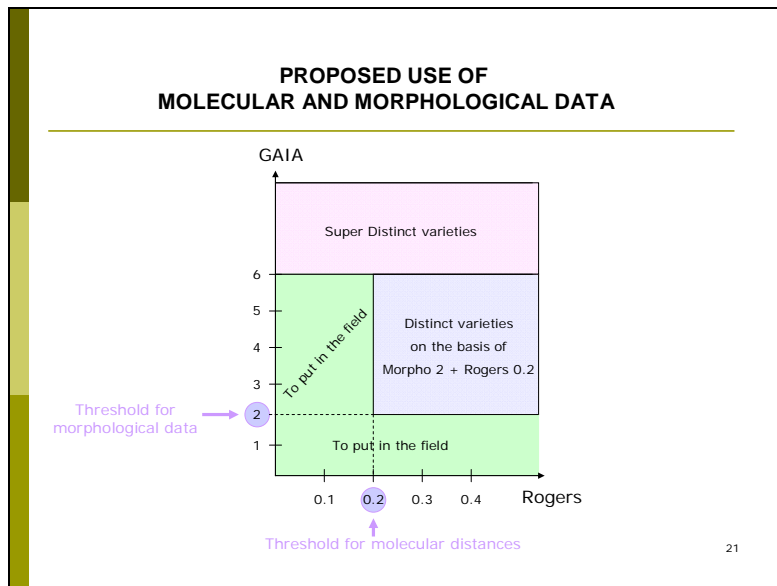 PROPOSED USE OF
MOLECULAR AND MORPHOLOGICAL DATA
GAIA
Super Distinct varieties
6
5
4
3
2
1
To put in the field
Distinct varieties
on the basis of
Morpho 2 + Rogers 0.2
Threshold for
morphological data
To put in the field
0.1
0.2
0.3
0.4
Rogers
Threshold for molecular distances
21